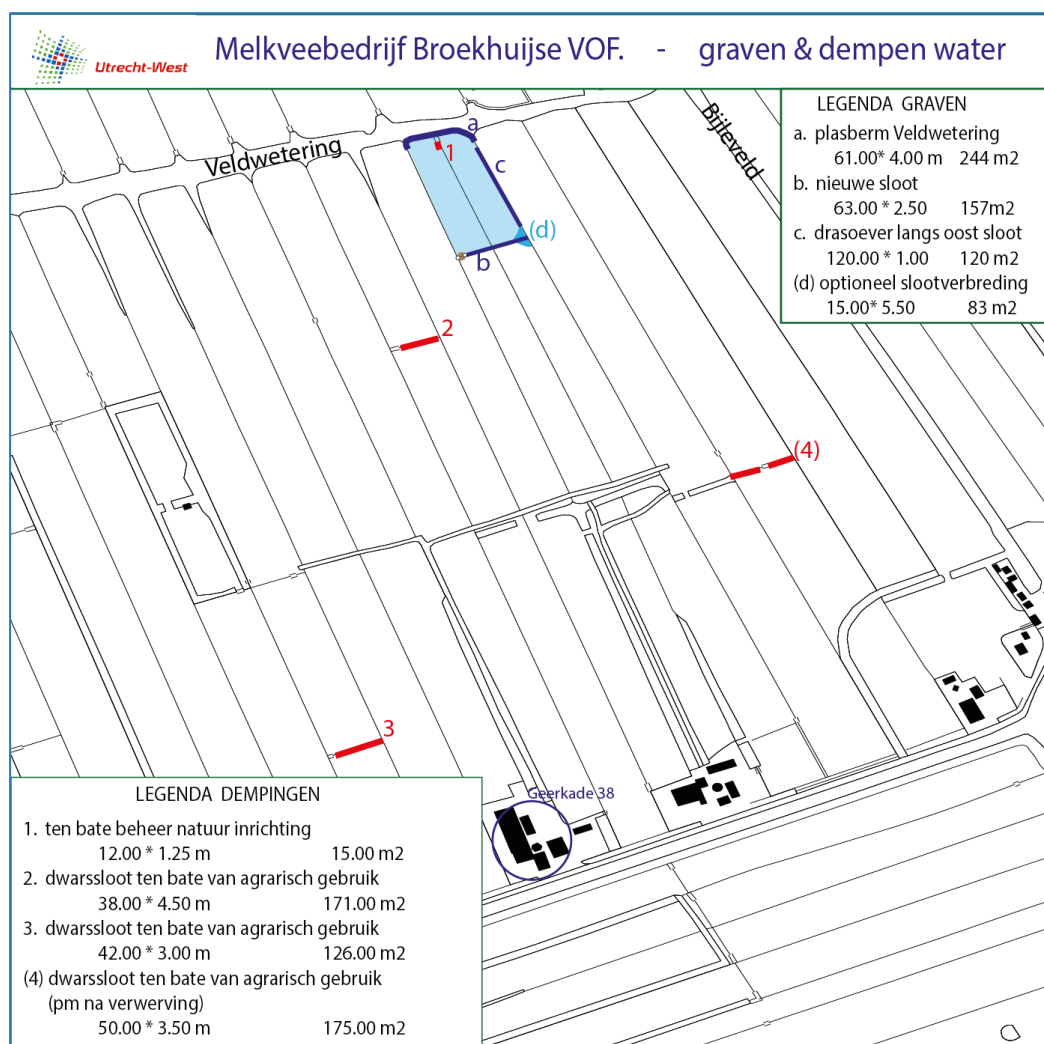 Utrecht-West
Melkveebedrijf Broekhuijse VOF. - graven & dempen water
LEGENDA GRAVEN
a. plasberm Veldwetering
61.00* 4.00 m 244 m2
b. nieuwe sloot
63.00 * 2.50 157m2
c. drasoever langs oost sloot
120.00 * 1.00 120 m2
(d) optioneel slootverbreding
15.00* 5.50 83 m2
Veldwetering
Bijleveld
a
1
c
(d)
b
2
(4)
3
Geerkade 38
LEGENDA DEMPINGEN
1. ten bate beheer natuur inrichting
12.00 * 1.25 m 15.00 m2
2. dwarssloot ten bate van agrarisch gebruik
38.00 * 4.50 m 171.00 m2
3. dwarssloot ten bate van agrarisch gebruik
42.00 * 3.00 m 126.00 m2
(4) dwarssloot ten bate van agrarisch gebruik
(pm na verwerving)
50.00 * 3.50 m 175.00 m2